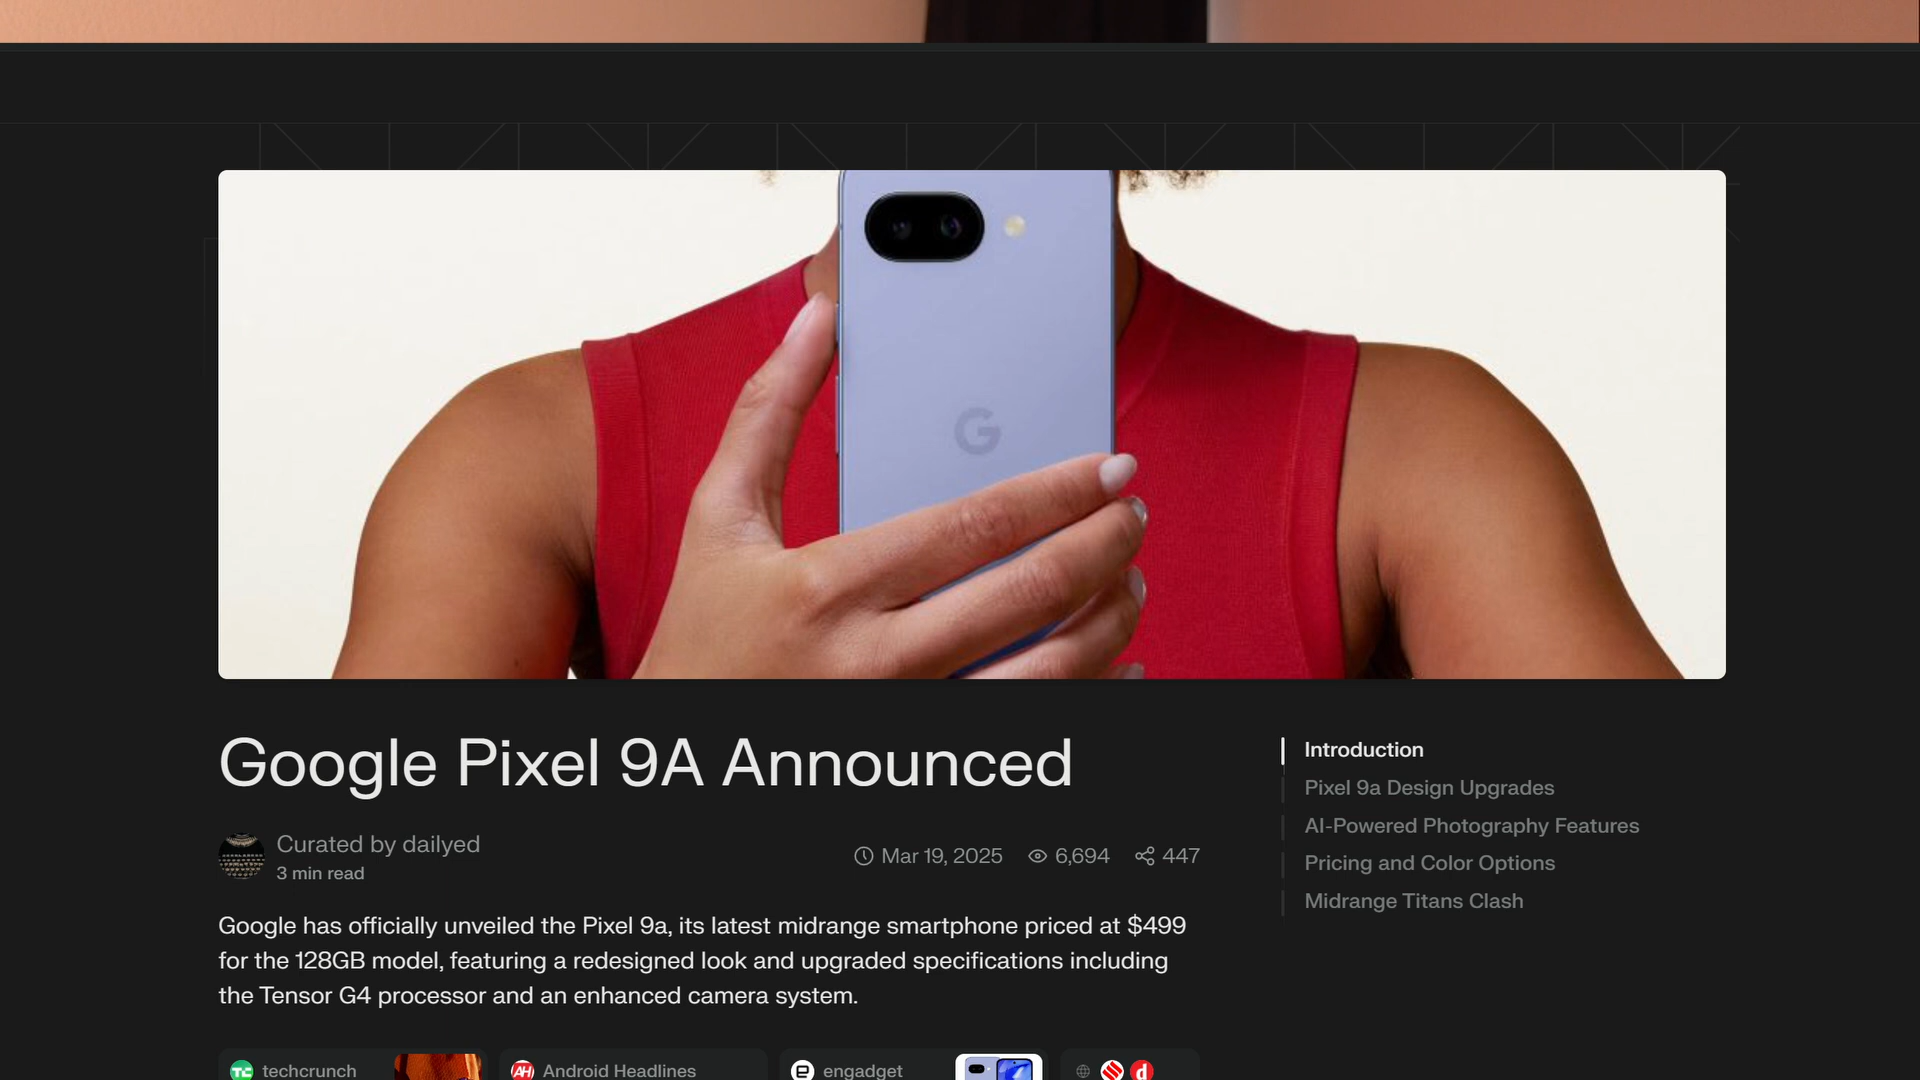 G
Google Pixel 9A Announced
Curated by dailyed
3 min read
Mar 19, 2025
6,694
447
Google has officially unveiled the Pixel 9a, its latest midrange smartphone priced at $499
for the 128GB model, featuring a redesigned look and upgraded specifications including
the Tensor G4 processor and an enhanced camera system.
Introduction
Pixel 9a Design Upgrades
AI-Powered Photography Features
Pricing and Color Options
Midrange Titans Clash
TC techcrunch
AH Android Headlines
e engadget
d